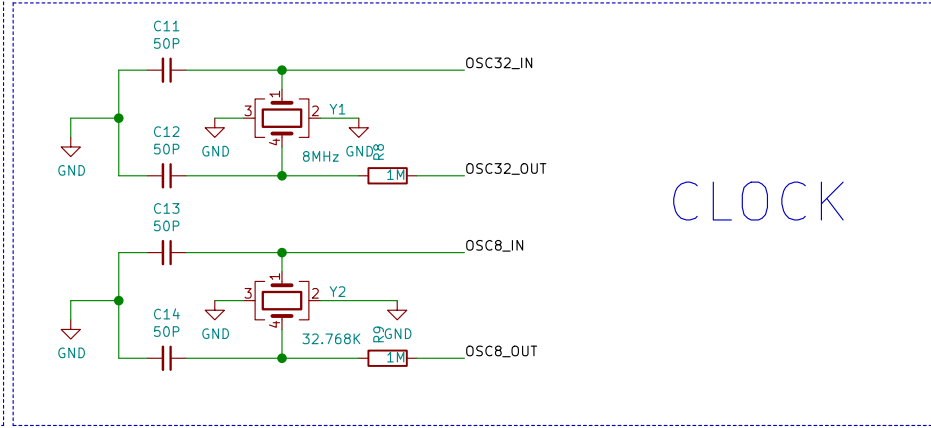 C11
50P
OSC32_IN
1
3
2
Y1
4
GND
GND
C12
50P
8MHz
R8
1M
OSC32_OUT
GND
CLOCK
C13
50P
OSC8_IN
1
3
2
Y2
4
GND
GND
C14
50P
32.768K
R9
1M
OSC8_OUT
GND